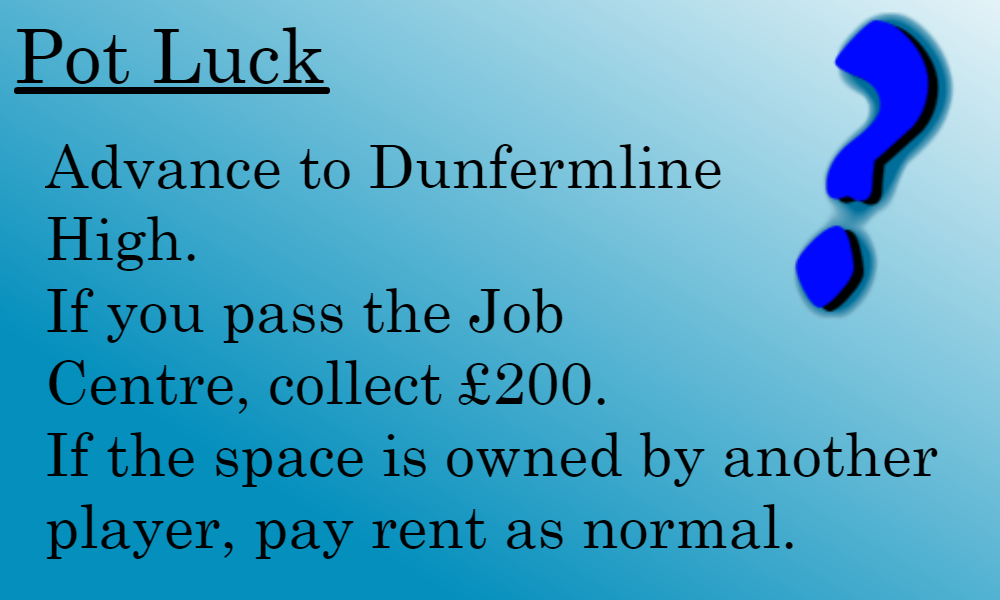 Pot Luck
Advance to Dunfermline
High.
If you pass the Job
Centre, collect £200.
If the space is owned by another
player, pay rent as normal.
?